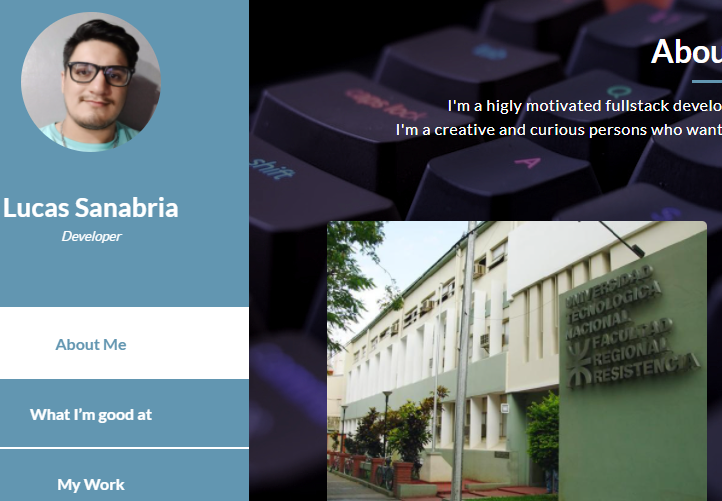 Lucas Sanabria
Developer
About Me
What I'm good at
My Work
Abou
I'm a higly motivated fullstack develo
I'm a creative and curious persons who want
tab
Q
caps lock
A
shift
S
UNIVERSIDAD
TECNOLOGICA
NACIONAL
FACULTAD
REGIONAL
RESISTENCIA